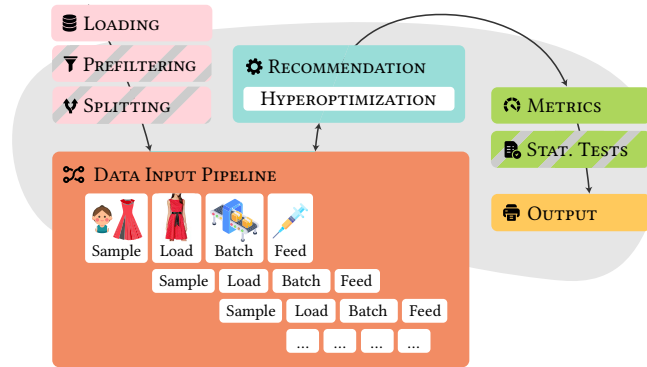 LOADING
PREFILTERING
SPLITTING
RECOMMENDATION
HYPEROPTIMIZATION
METRICS
STAT. TESTS
OUTPUT
DATA INPUT PIPELINE
Sample Load Batch Feed
Sample Load Batch Feed
Sample Load Batch Feed
... ... ... ...